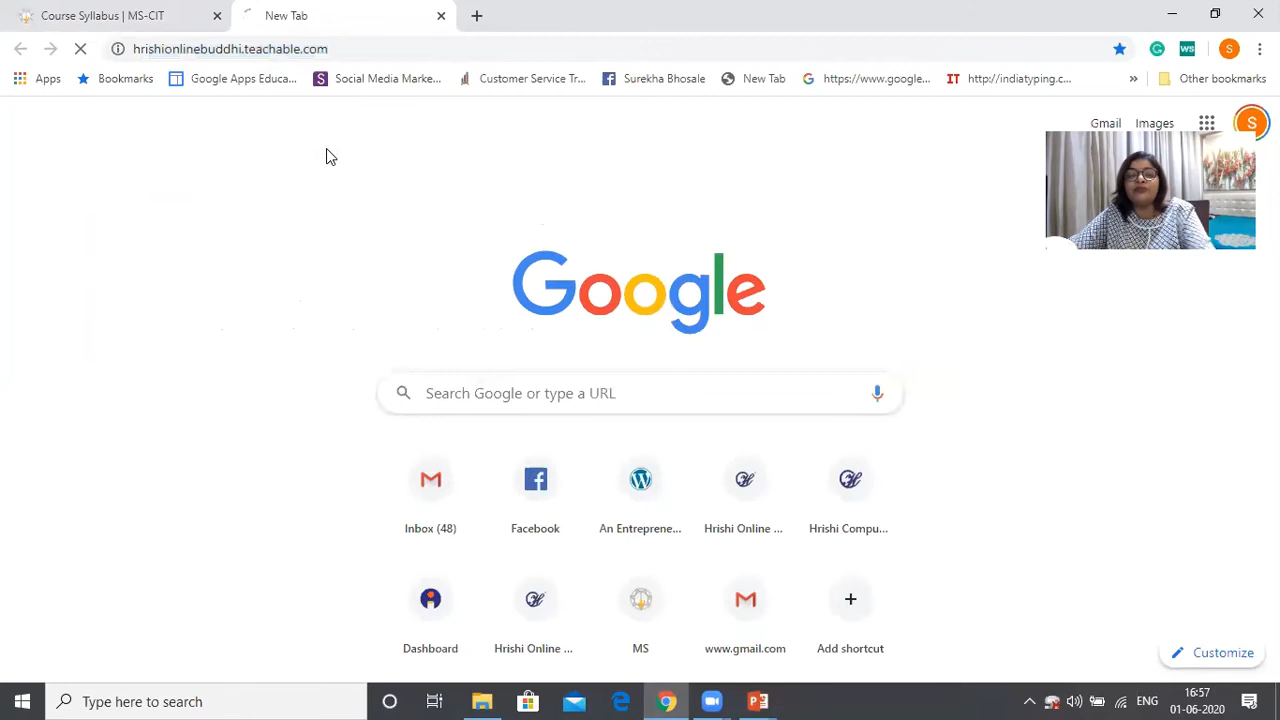 Course Syllabus | MS-CIT
New Tab
hrishionlinebuddhi.teachable.com
WS
S
Apps
Bookmarks
Google Apps Educa...
S
Social Media Marke...
Customer Service Tr...
Surekha Bhosale
New Tab
https://www.google...
IT
http://indiatyping.c...
»
Other bookmarks
Gmail
Images
S
Google
Search Google or type a URL
Inbox (48)
Facebook
An Entreprene...
Hrishi Online ...
Hrishi Compu...
Dashboard
Hrishi Online ...
MS
www.gmail.com
Add shortcut
Customize
Type here to search
ENG
16:57
01-06-2020